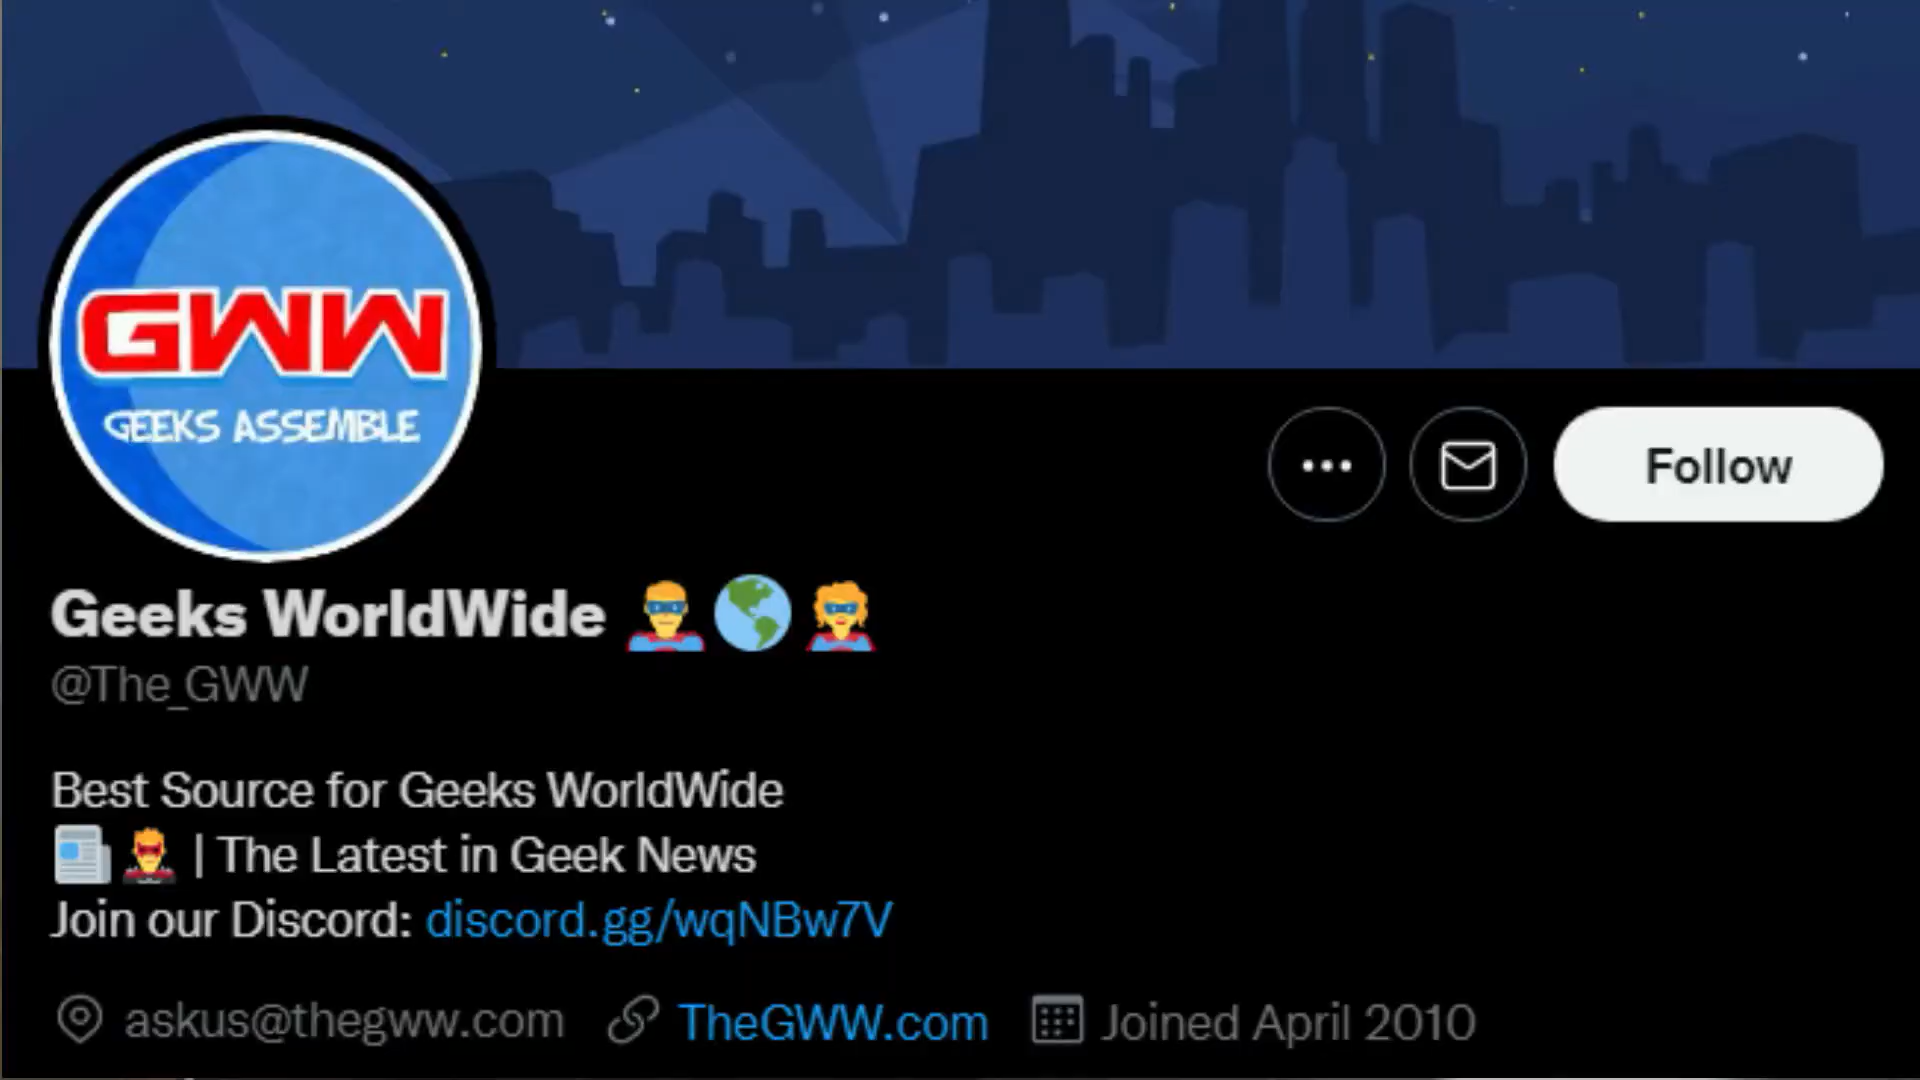 GWW
GEEKS ASSEMBLE
Follow
Geeks WorldWide
@The_GWW
Best Source for Geeks WorldWide
| The Latest in Geek News
Join our Discord: discord.gg/wqNBw7V
askus@thegww.com TheGWW.com Joined April 2010